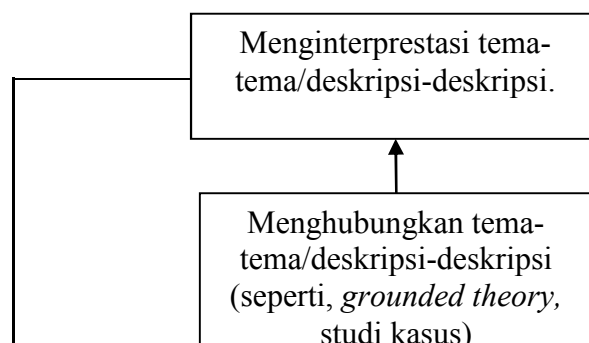 Menginterprestasi tema-
tema/deskripsi-deskripsi.
Menghubungkan tema-
tema/deskripsi-deskripsi
(seperti, grounded theory,
studi kasus)